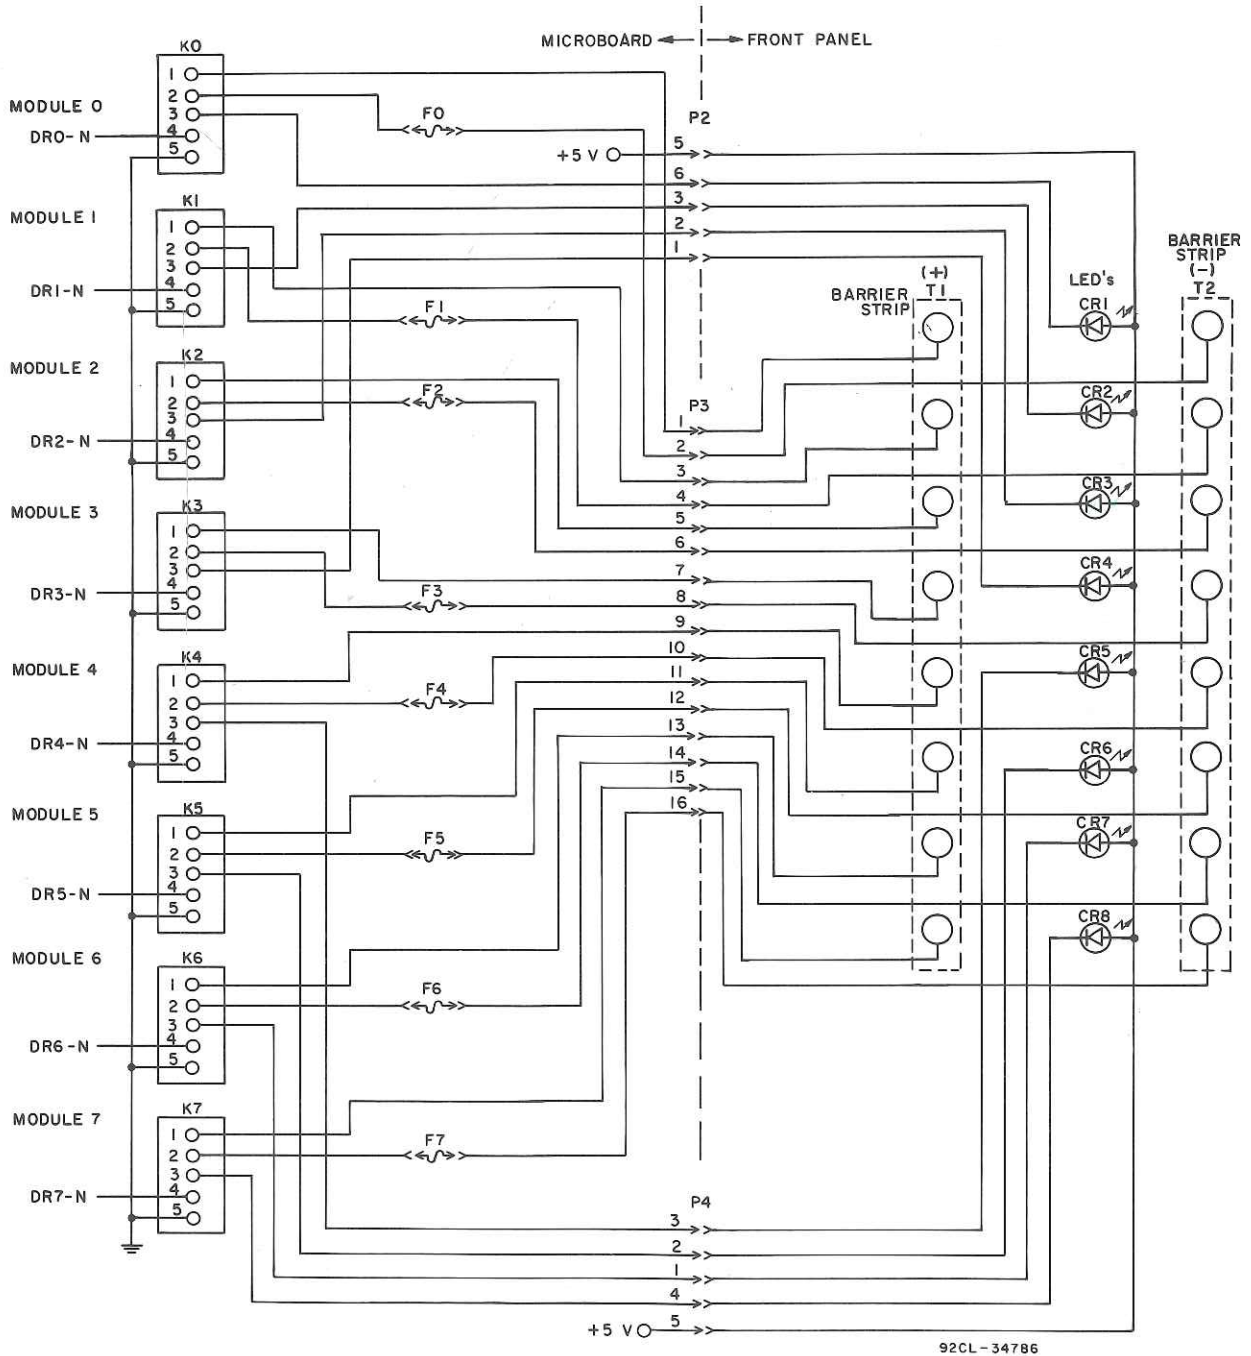 MICROBOARD FRONT PANEL
K0
1
2
3
4
5
MODULE 0
DR0-N
F0
P2
+5 V
5
6
3
2
1
K1
1
2
3
4
5
MODULE 1
DR1-N
F1
BARRIER
STRIP
(+)
T1
LED's
BARRIER
STRIP
(-)
T2
CR1
K2
1
2
3
4
5
MODULE 2
DR2-N
F2
P3
1
2
3
4
5
6
7
8
9
10
11
12
13
14
15
16
CR2
CR3
K3
1
2
3
4
5
MODULE 3
DR3-N
F3
CR4
K4
1
2
3
4
5
MODULE 4
DR4-N
F4
CR5
CR6
K5
1
2
3
4
5
MODULE 5
DR5-N
F5
CR7
CR8
K6
1
2
3
4
5
MODULE 6
DR6-N
F6
K7
1
2
3
4
5
MODULE 7
DR7-N
F7
P4
3
2
1
4
+5 V
5
92CL-34786